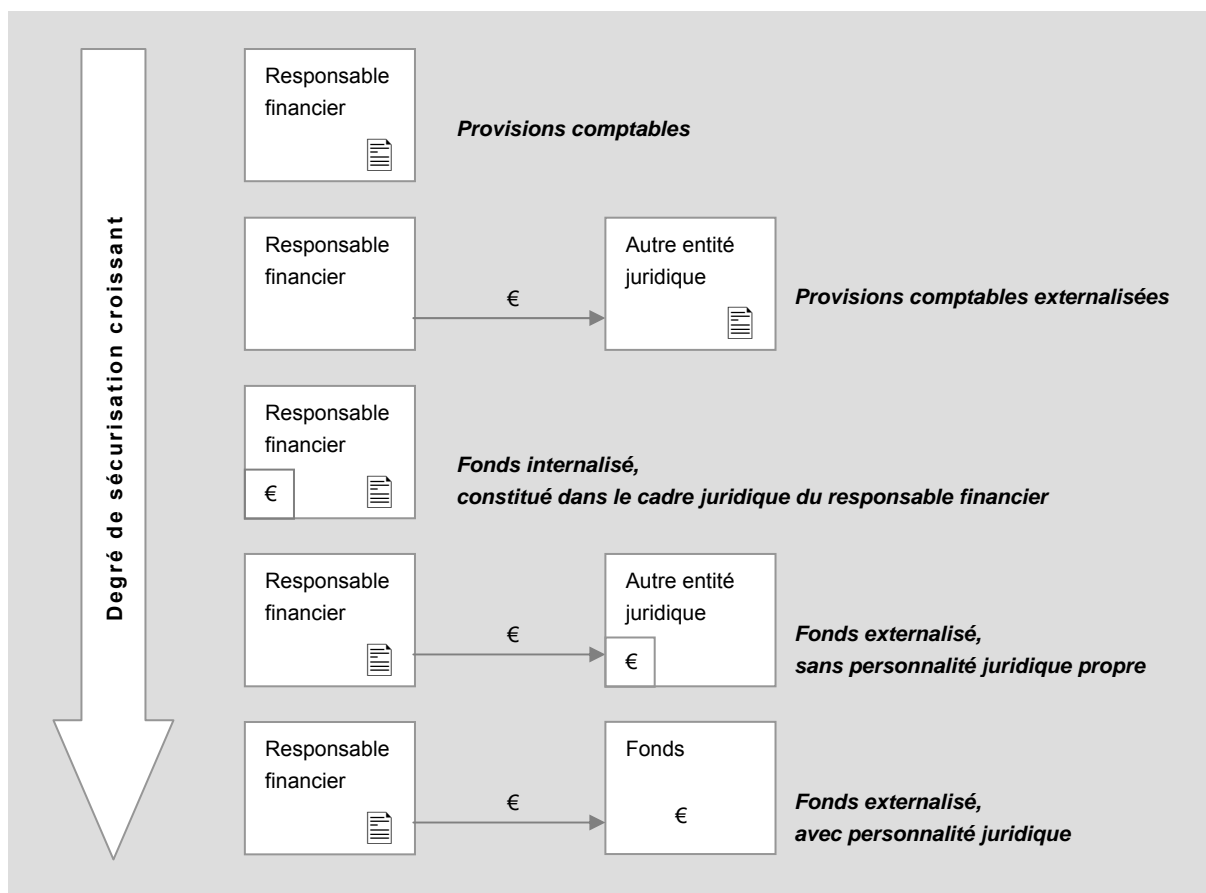 Degré de sécurisation croissant
Responsable
financier
Provisions comptables
Responsable
financier
€
Autre entité
juridique
Provisions comptables externalisées
Responsable
financier
€
Fonds internalisé,
constitué dans le cadre juridique du responsable financier
Responsable
financier
€
Autre entité
juridique
€
Fonds externalisé,
sans personnalité juridique propre
Responsable
financier
€
Fonds
€
Fonds externalisé,
avec personnalité juridique